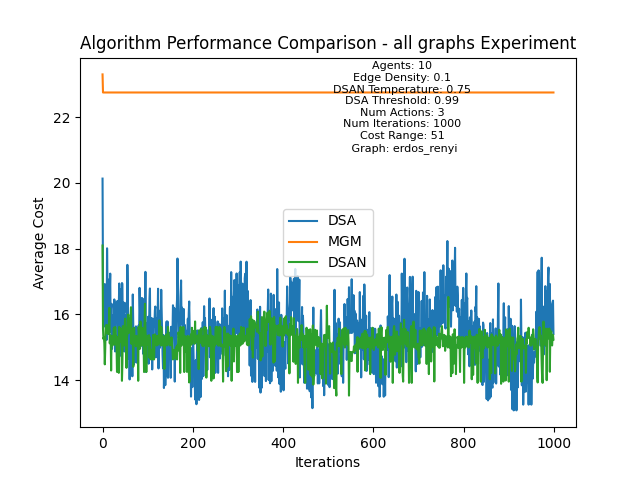 Algorithm Performance Comparison - all graphs Experiment
Agents: 10
Edge Density: 0.1
DSAN Temperature: 0.75
DSA Threshold: 0.99
Num Actions: 3
Num Iterations: 1000
Cost Range: 51
Graph: erdos_renyi
22
20
18
16
14
Average Cost
DSA
MGM
DSAN
0 200 400 600 800 1000
Iterations